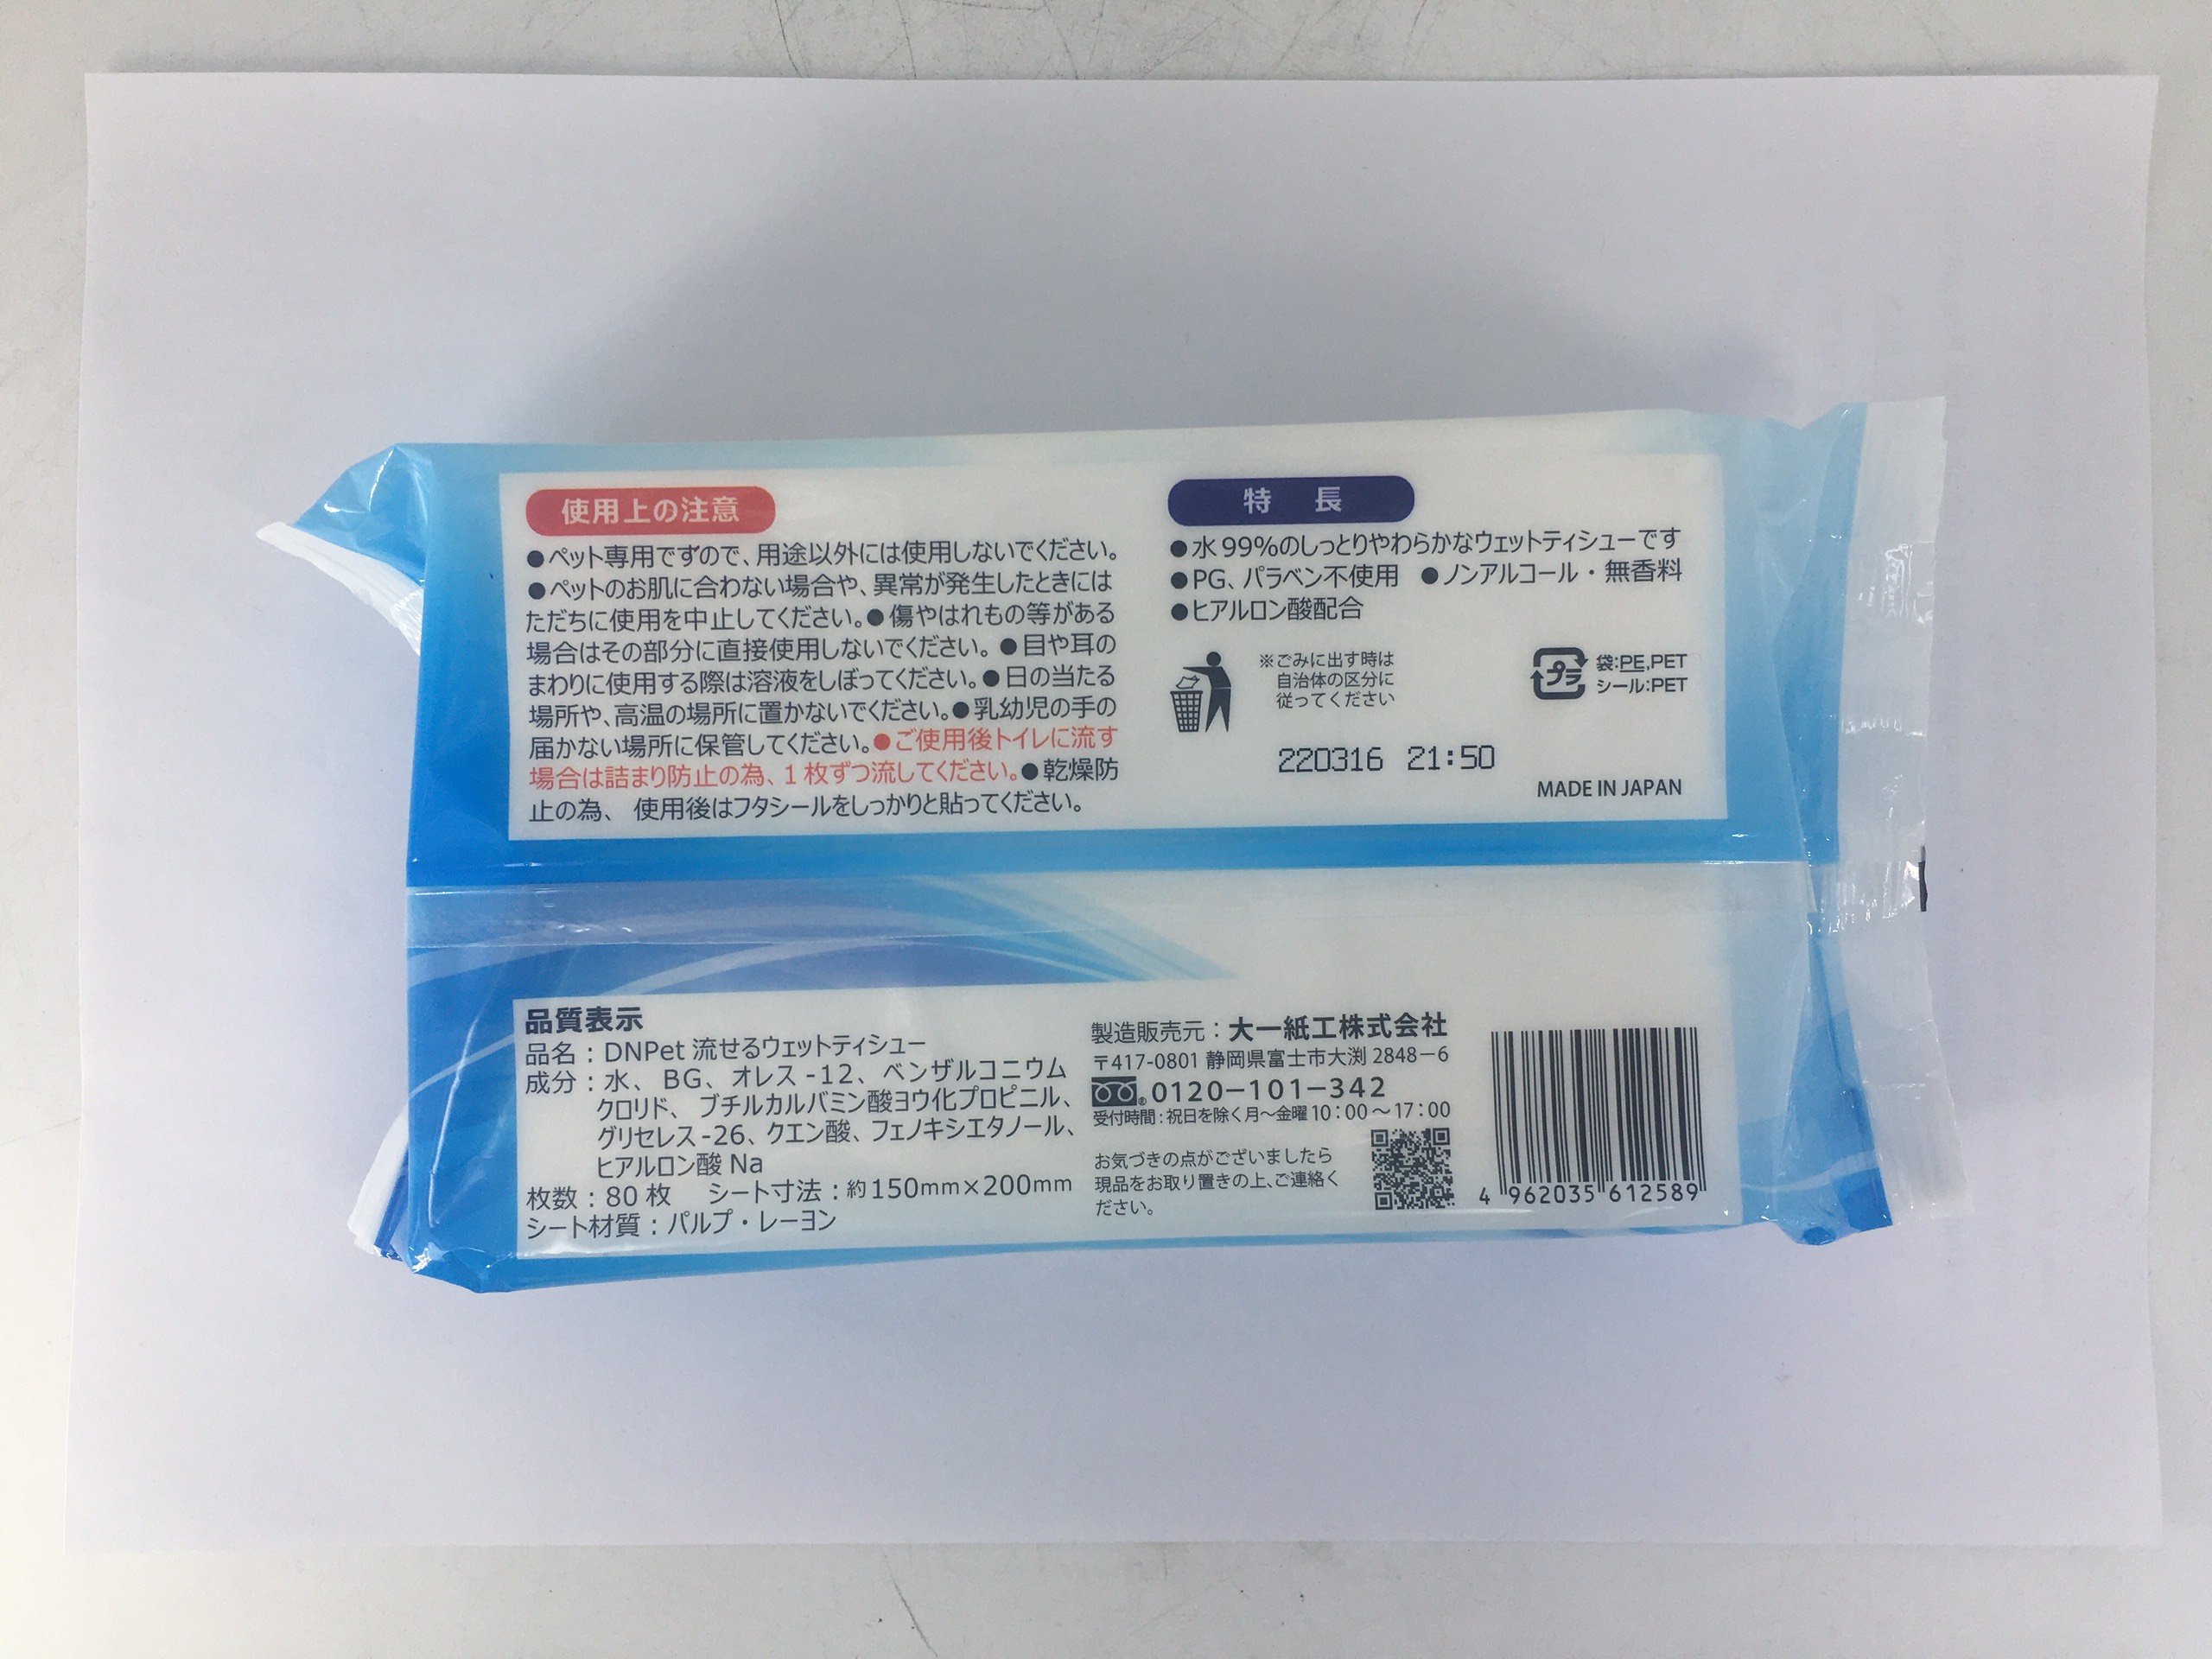 使用上の注意
●ペット専用ですので、用途以外には使用しないでください。
●ペットのお肌に合わない場合や、異常が発生したときには
ただちに使用を中止してください。●傷やはれもの等がある
場合はその部分に直接使用しないでください。●目や耳の
まわりに使用する際は溶液をしぼってください。●日の当たる
場所や、高温の場所に置かないでください。●乳幼児の手の
届かない場所に保管してください。●ご使用後トイレに流す
場合は詰まり防止の為、1枚ずつ流してください。●乾燥防
止の為、 使用後はフタシールをしっかりと貼ってください。
特 長
●水99%のしっとりやわらかなウェットティシューです
●PG、パラベン不使用 ●ノンアルコール・無香料
●ヒアルロン酸配合
※ごみに出す時は
自治体の区分に
従ってください
プラ
袋:PE,PET
シール:PET
220316 21:50
MADE IN JAPAN
品質表示
品名:DNPet 流せるウェットティシュー
成分:水、BG、オレス-12、ベンザルコニウム
クロリド、ブチルカルバミン酸ヨウ化プロピニル、
グリセレス-26、クエン酸、フェノキシエタノール、
ヒアルロン酸Na
枚数:80枚 シート寸法:約150mm×200mm
シート材質:パルプ・レーヨン
製造販売元:大一紙工株式会社
〒417-0801 静岡県富士市大渕2848-6
0120-101-342
受付時間:祝日を除く月~金曜10:00~17:00
お気づきの点がございましたら
現品をお取り置きの上、ご連絡く
ださい。
4 962035 612589